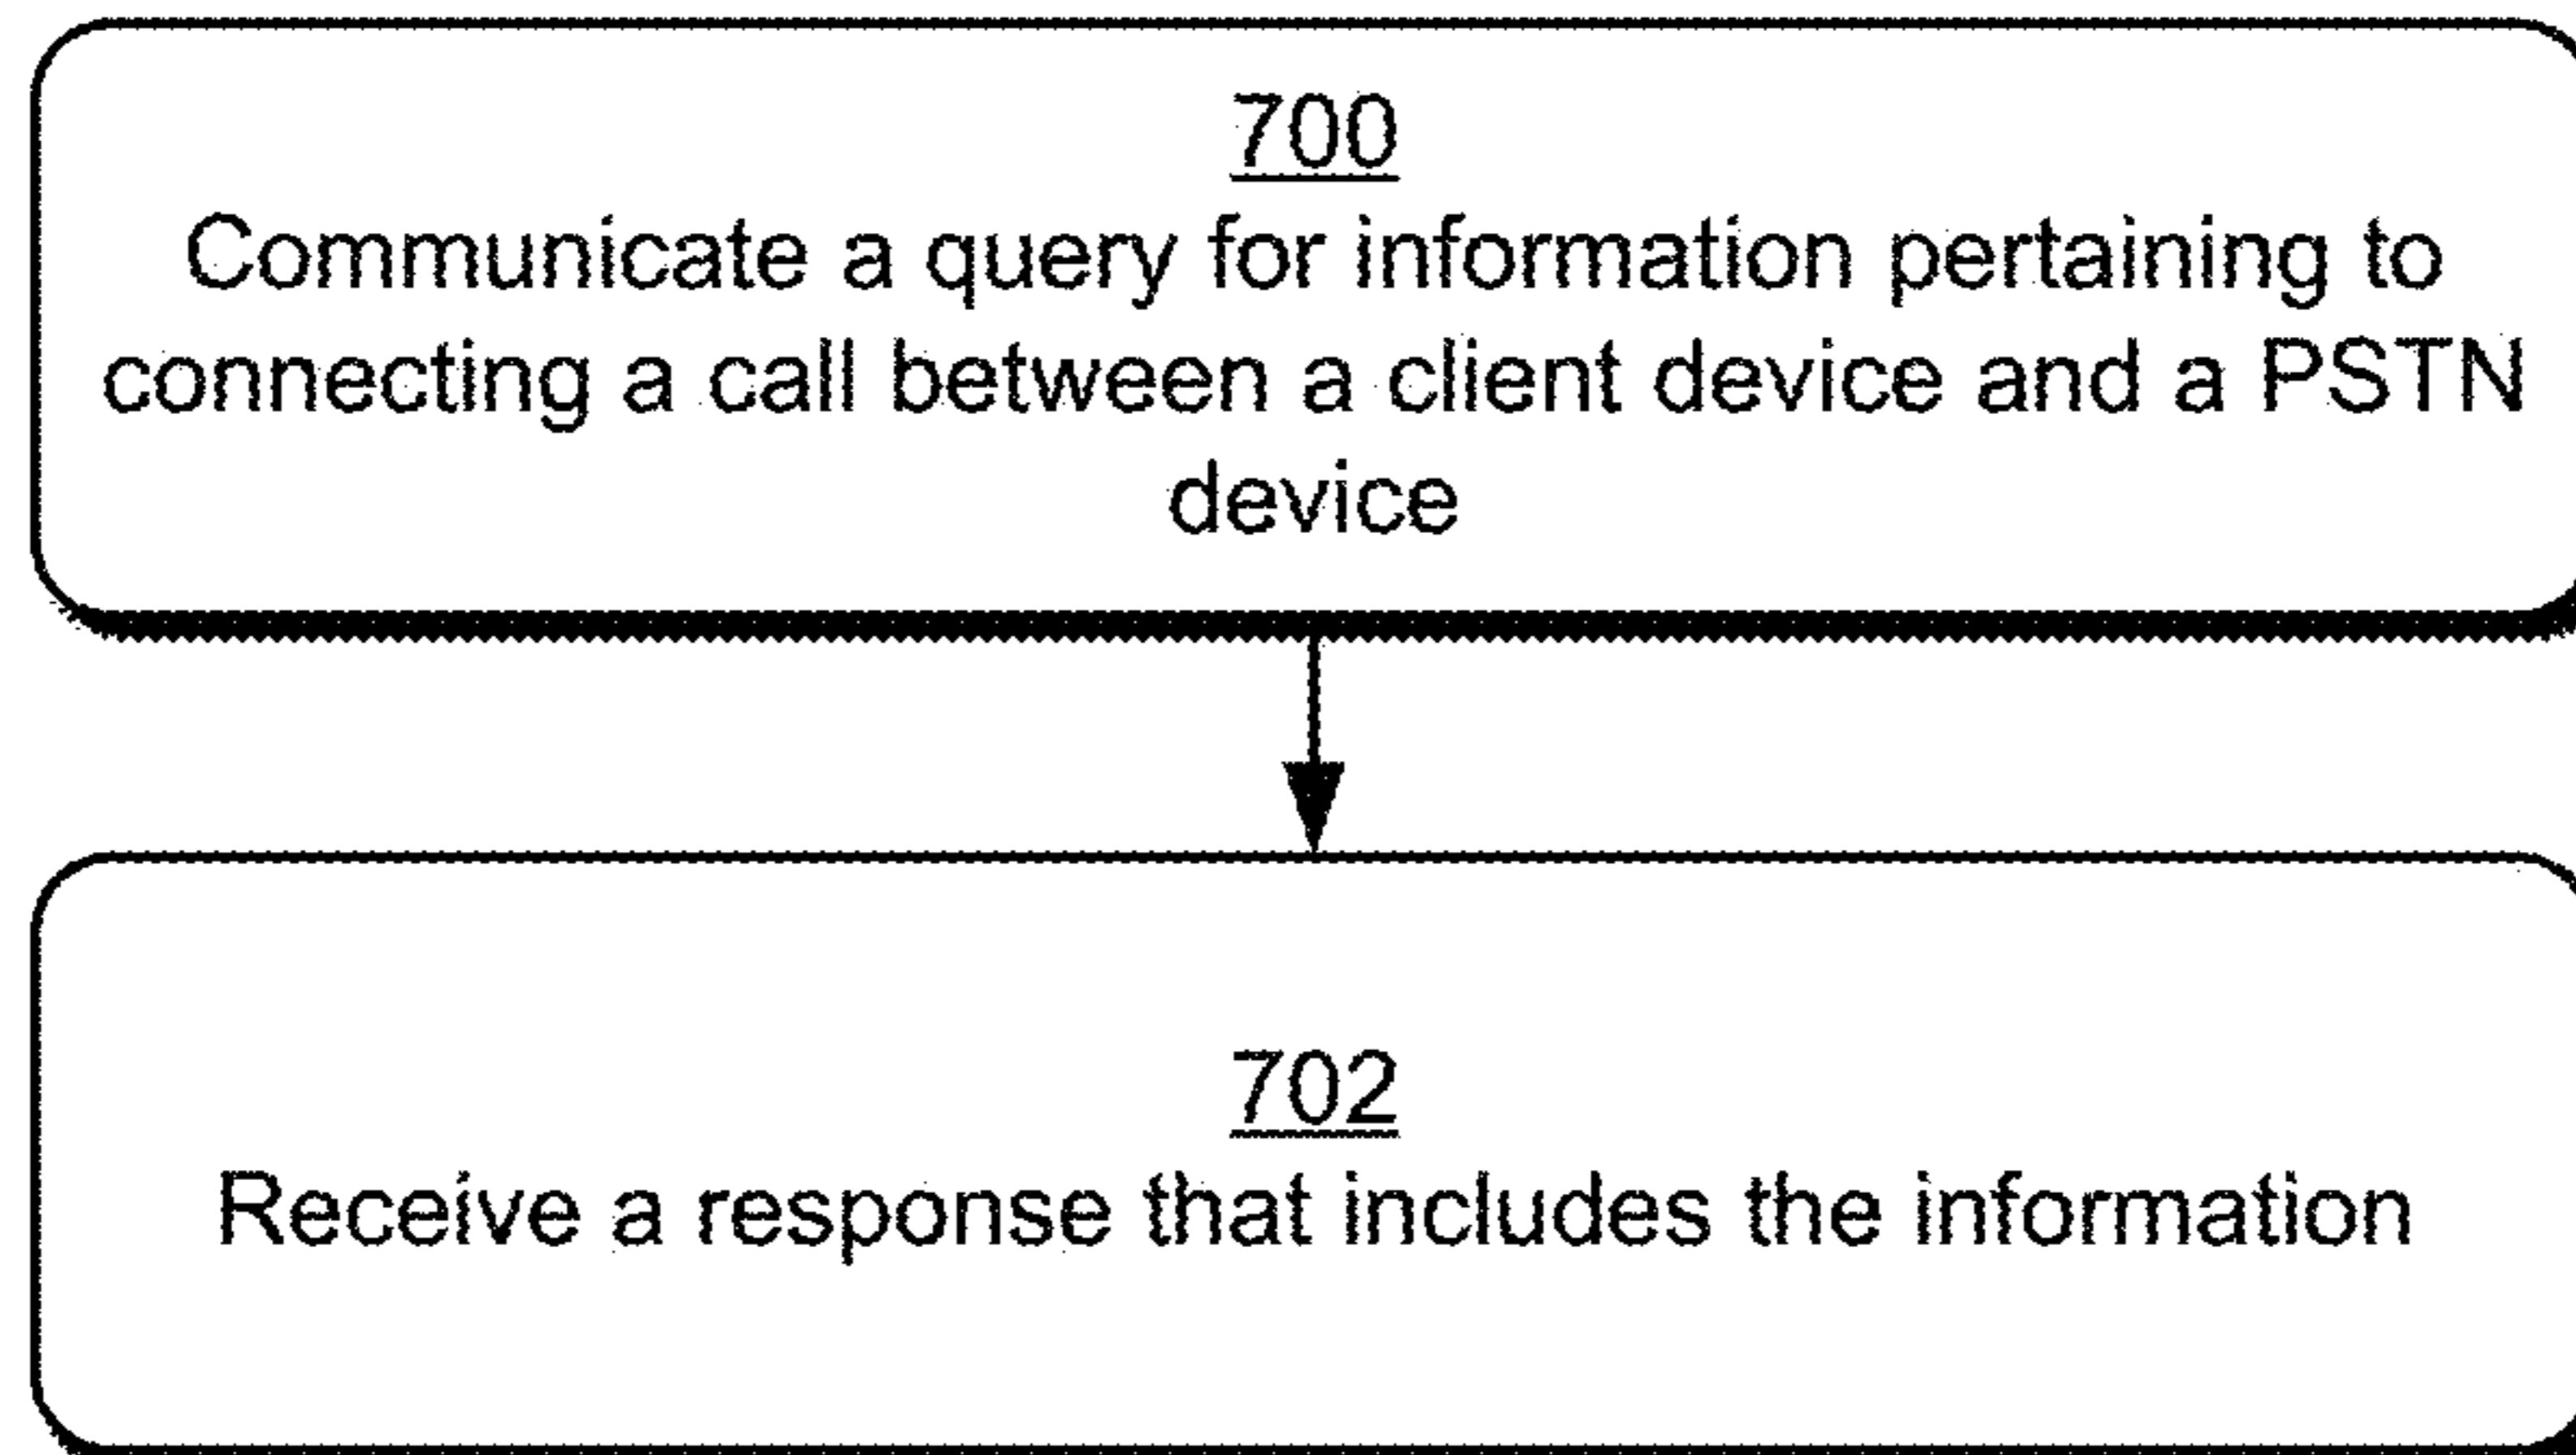 700
Communicate a query for information pertaining to
connecting a call between a client device and a PSTN
device
702
Receive a response that includes the information